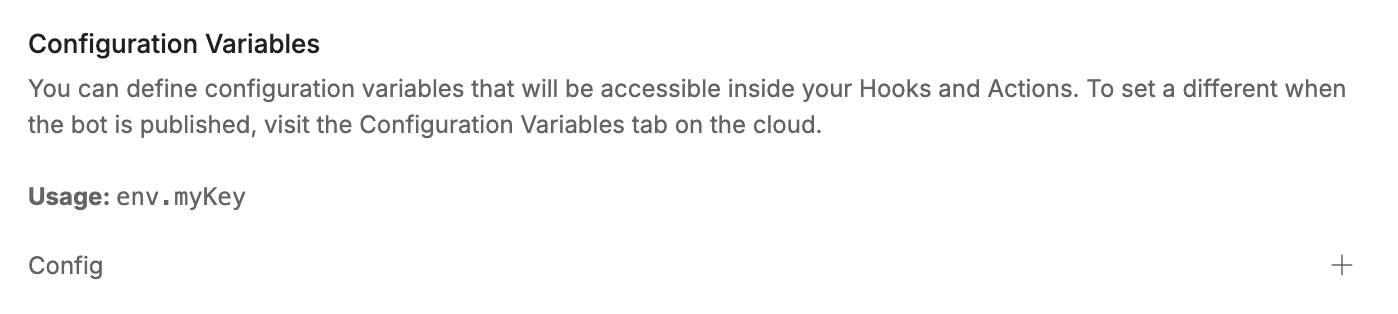 Configuration Variables
You can define configuration variables that will be accessible inside your Hooks and Actions. To set a different when
the bot is published, visit the Configuration Variables tab on the cloud.
Usage: env.myKey
Config